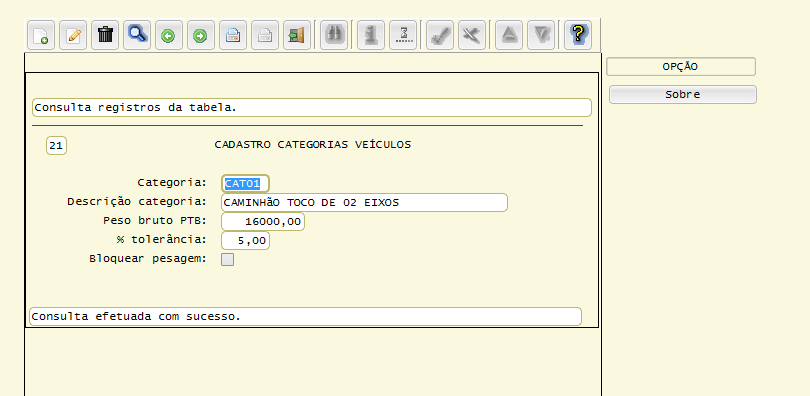 OPÇÃO
Sobre
Consulta registros da tabela.
21 CADASTRO CATEGORIAS VEÍCULOS
Categoria: CAT01
Descrição categoria: CAMINHÃO TOCO DE 02 EIXOS
Peso bruto PTB: 16000,00
% tolerância: 5,00
Bloquear pesagem:
Consulta efetuada com sucesso.